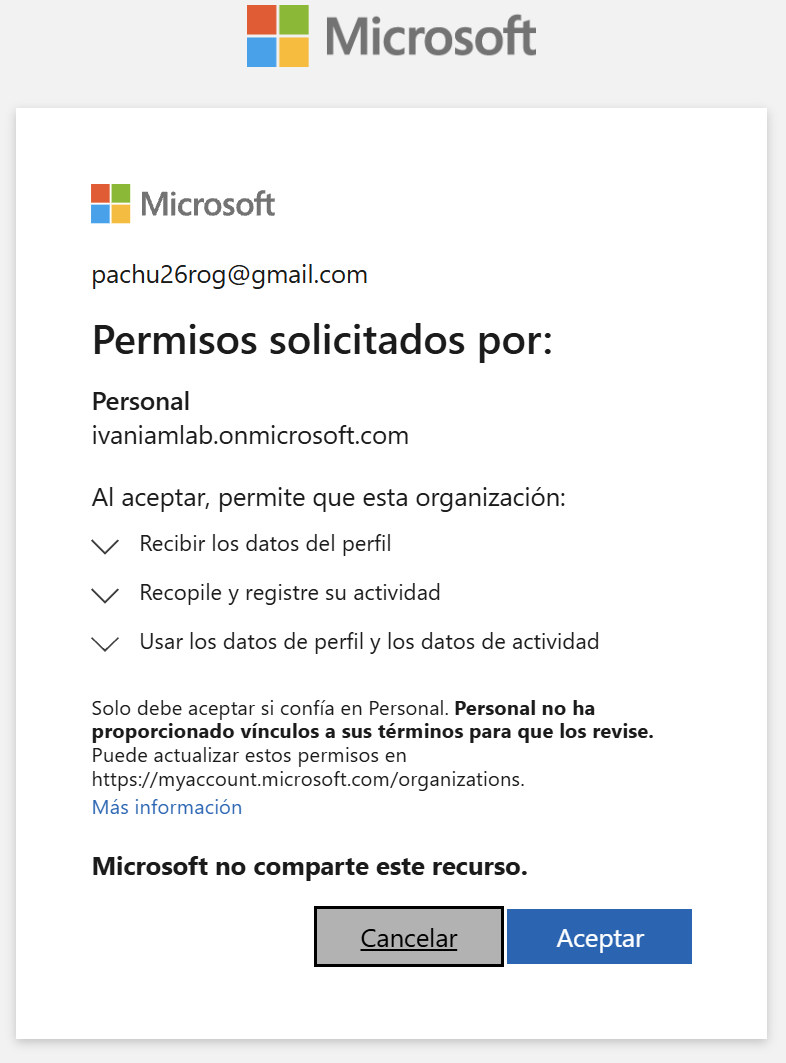 Microsoft
Microsoft
pachu26rog@gmail.com
Permisos solicitados por:
Personal
ivaniamlab.onmicrosoft.com
Al aceptar, permite que esta organización:
Recibir los datos del perfil
Recopile y registre su actividad
Usar los datos de perfil y los datos de actividad
Solo debe aceptar si confía en Personal. Personal no ha
proporcionado vínculos a sus términos para que los revise.
Puede actualizar estos permisos en
https://myaccount.microsoft.com/organizations.
Más información
Microsoft no comparte este recurso.
Cancelar
Aceptar